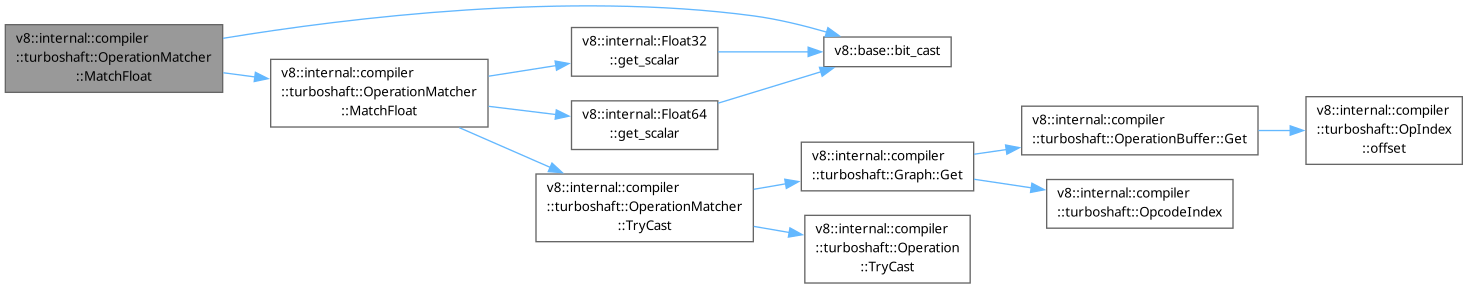 v8::internal::compiler
::turboshaft::OperationMatcher
::MatchFloat
v8::internal::compiler
::turboshaft::OperationMatcher
::MatchFloat
v8::internal::Float32
::get_scalar
v8::internal::Float64
::get_scalar
v8::internal::compiler
::turboshaft::OperationMatcher
::TryCast
v8::base::bit_cast
v8::internal::compiler
::turboshaft::Graph::Get
v8::internal::compiler
::turboshaft::Operation
::TryCast
v8::internal::compiler
::turboshaft::OperationBuffer::Get
v8::internal::compiler
::turboshaft::OpcodeIndex
v8::internal::compiler
::turboshaft::OpIndex
::offset